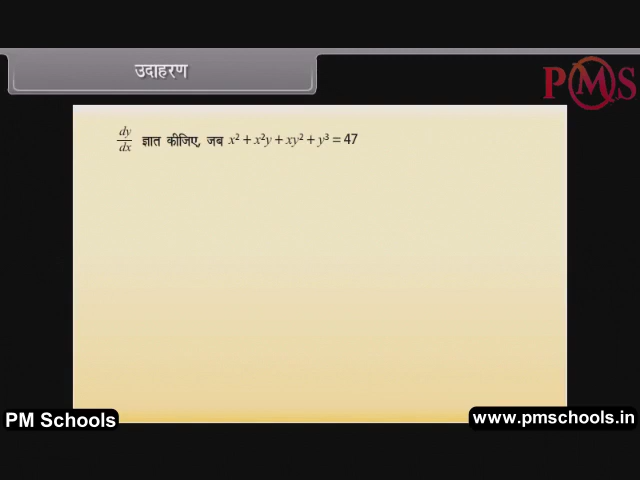 उदाहरण
PMS
dy/dx ज्ञात कीजिए, जब x² + x²y + xy² + y³ = 47
PM Schools
www.pmschools.in